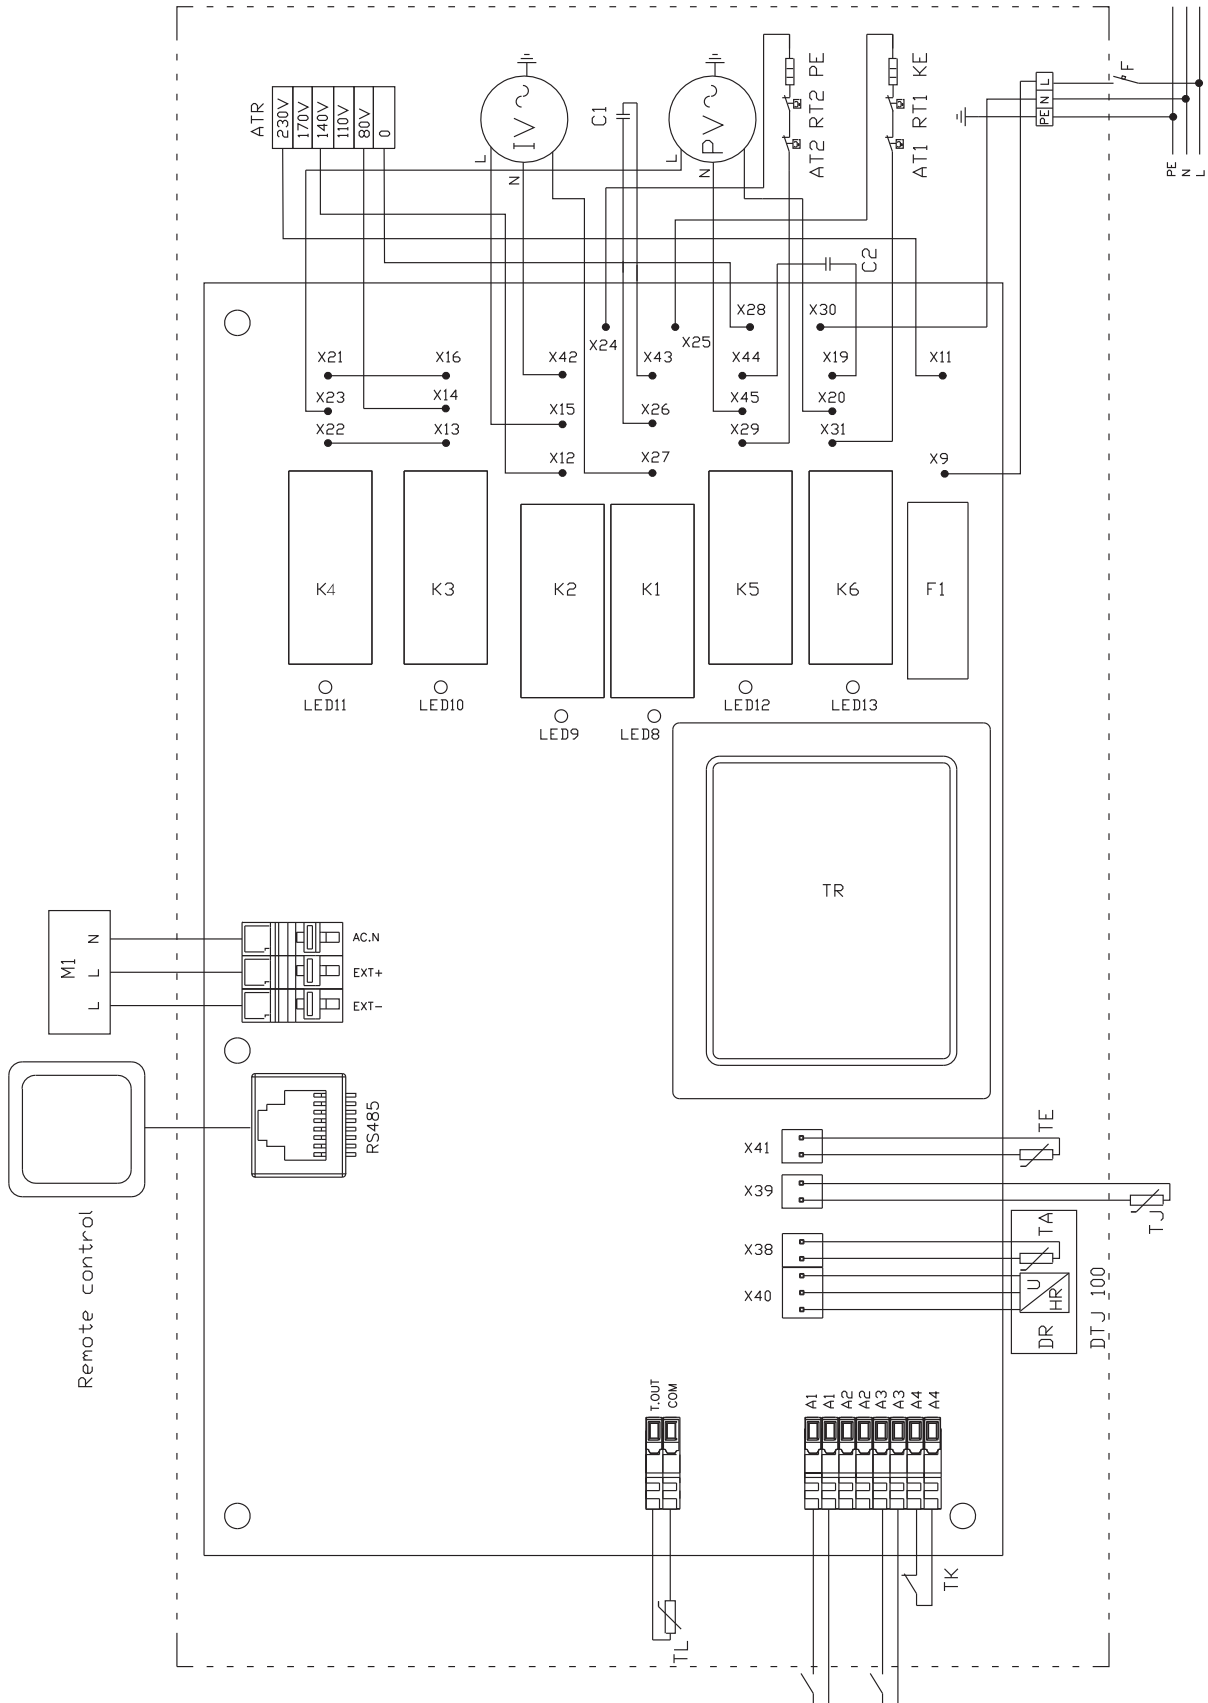 ATR
230V
170V
140V
110V
80V
0
L
IV
N
C1
L
PV
N
AT2 RT2 PE
AT1 RT1 KE
C2
PE N L
F
PE
N
L
X24
X25
X28
X30
X21
X16
X42
X43
X44
X19
X11
X23
X14
X15
X26
X45
X20
X22
X13
X12
X27
X29
X31
X9
K4
K3
K2
K1
K5
K6
F1
LED11
LED10
LED9
LED8
LED12
LED13
TR
M1
N
L
L
AC.N
EXT+
EXT-
RS485
Remote control
X41
X39
X38
X40
TE
TJ
TA
U
HR
DR
DTJ 100
T.OUT
COM
A1
A1
A2
A2
A3
A3
A4
A4
TL
TK